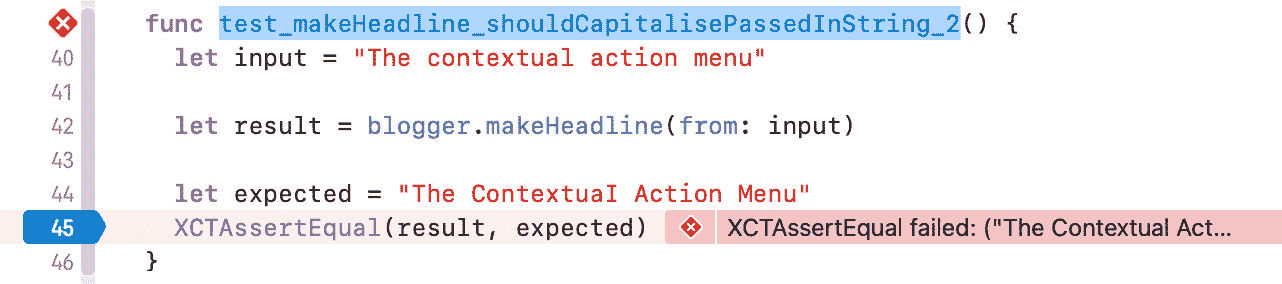 func test_makeHeadline_shouldCapitalisePassedInString_2() {
40 let input = "The contextual action menu"
41
42 let result = blogger.makeHeadline(from: input)
43
44 let expected = "The ContextuaI Action Menu"
45 XCTAssertEqual(result, expected) XCTAssertEqual failed: ("The Contextual Act...
46 }